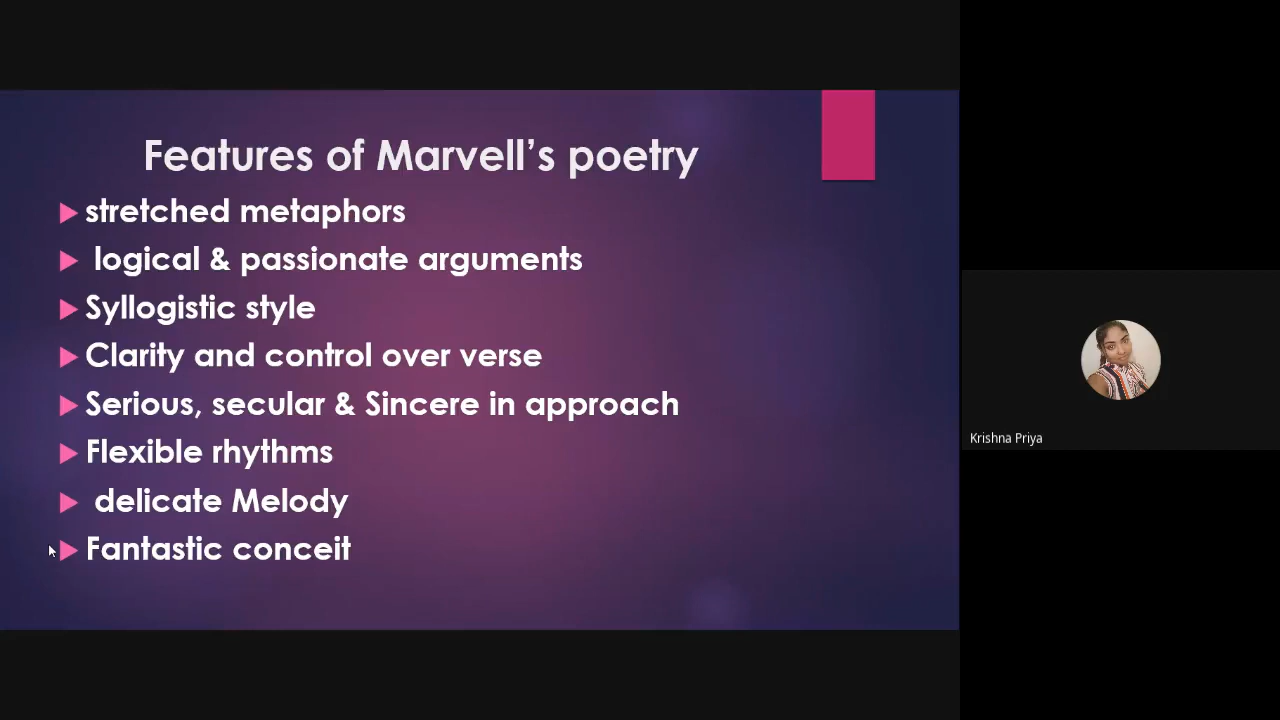 Features of Marvell’s poetry
stretched metaphors
logical & passionate arguments
Syllogistic style
Clarity and control over verse
Serious, secular & Sincere in approach
Flexible rhythms
delicate Melody
Fantastic conceit
Krishna Priya